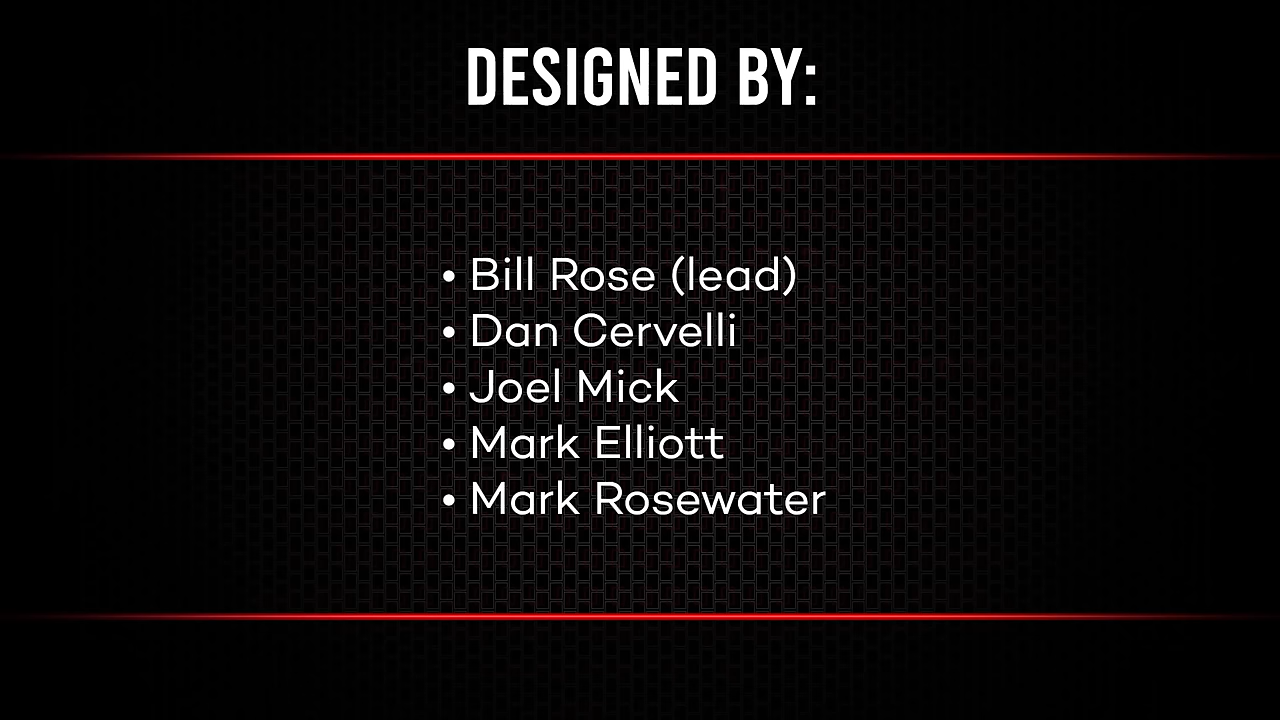 DESIGNED BY:
• Bill Rose (lead)
• Dan Cervelli
• Joel Mick
• Mark Elliott
• Mark Rosewater